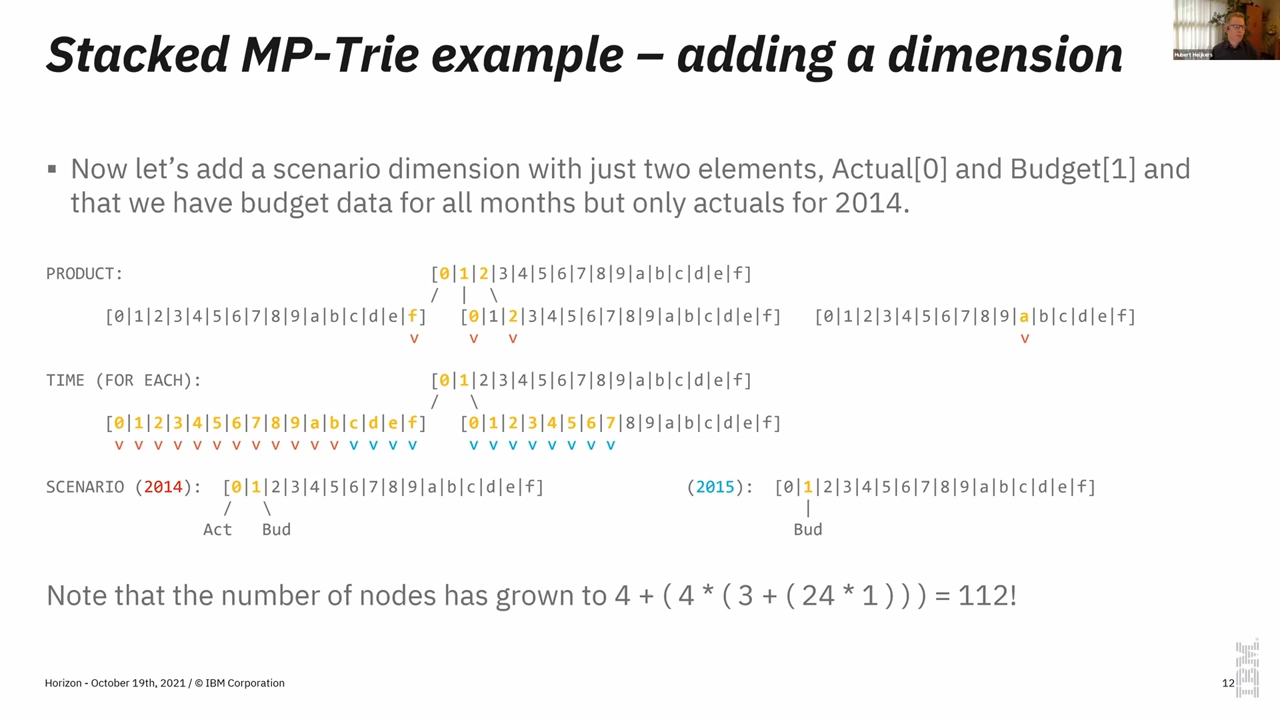 Stacked MP-Trie example – adding a dimension
Hubert Heijkers
▪ Now let's add a scenario dimension with just two elements, Actual[0] and Budget[1] and
that we have budget data for all months but only actuals for 2014.
PRODUCT: [0|1|2|3|4|5|6|7|8|9|a|b|c|d|e|f]
/ | \
[0|1|2|3|4|5|6|7|8|9|a|b|c|d|e|f] [0|1|2|3|4|5|6|7|8|9|a|b|c|d|e|f] [0|1|2|3|4|5|6|7|8|9|a|b|c|d|e|f]
v v v v
TIME (FOR EACH): [0|1|2|3|4|5|6|7|8|9|a|b|c|d|e|f]
/ \
[0|1|2|3|4|5|6|7|8|9|a|b|c|d|e|f] [0|1|2|3|4|5|6|7|8|9|a|b|c|d|e|f]
v v v v v v v v v v v v v v v v v v v v v v v v
SCENARIO (2014): [0|1|2|3|4|5|6|7|8|9|a|b|c|d|e|f] (2015): [0|1|2|3|4|5|6|7|8|9|a|b|c|d|e|f]
/ \ |
Act Bud Bud
Note that the number of nodes has grown to 4 + ( 4 * ( 3 + ( 24 * 1 ) ) ) = 112!
Horizon - October 19th, 2021 / © IBM Corporation
12
IBM